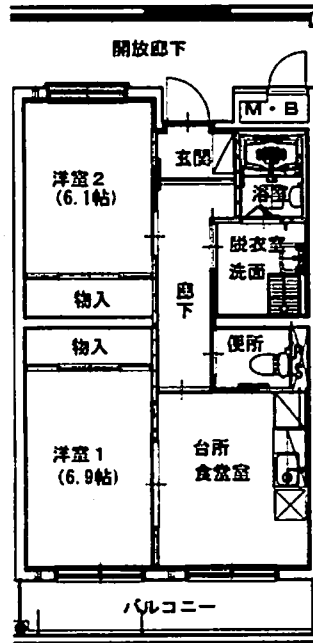 開放廊下
M・B
玄関
洋室2
(6.1帖)
浴室
脱衣室
洗面
物入
廊下
物入
便所
洋室1
(6.9帖)
台所
食堂室
バルコニー